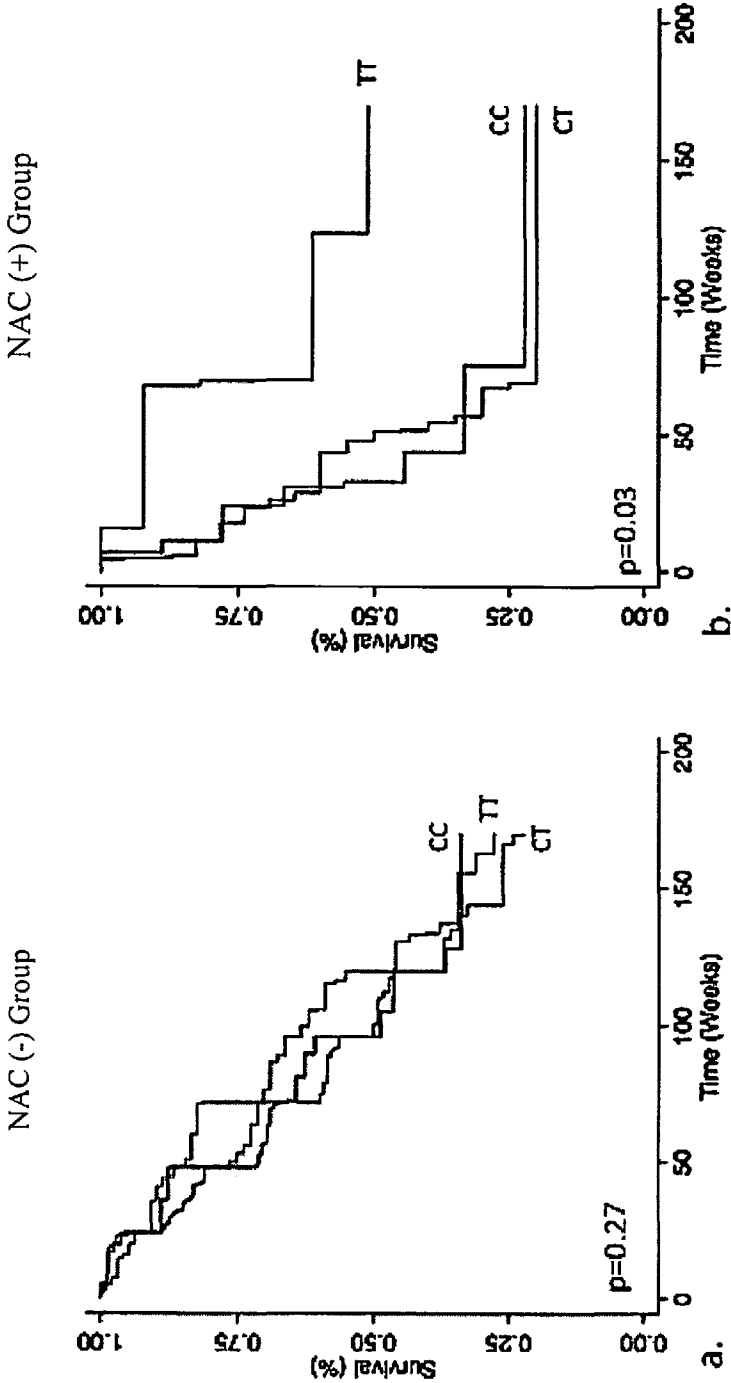 NAC (-) Group
1.00
0.75
0.50
0.25
0.00
Survival (%)
CC
TT
CT
p=0.27
0
50
100
150
200
Time (Weeks)
a.
NAC (+) Group
1.00
0.75
0.50
0.25
0.00
Survival (%)
TT
CC
CT
p=0.03
0
50
100
150
200
Time (Weeks)
b.